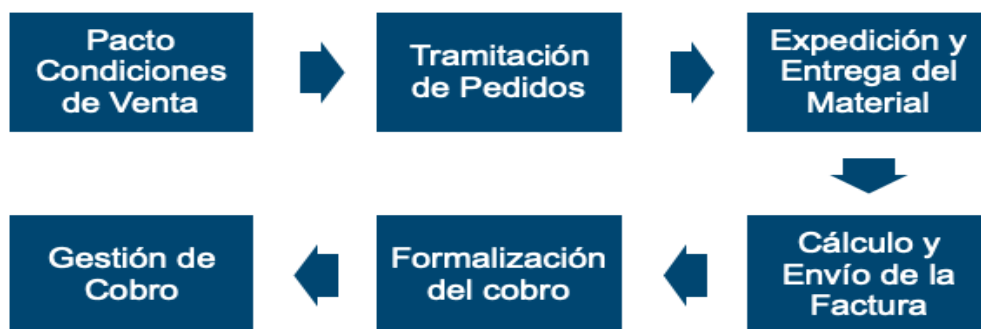 Pacto
Condiciones
de Venta
Tramitación
de Pedidos
Expedición y
Entrega del
Material
Cálculo y
Envío de la
Factura
Formalización
del cobro
Gestión de
Cobro